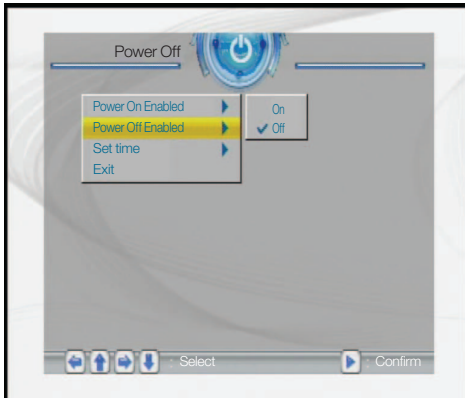 Power Off
Power On Enabled
On
Power Off Enabled
Off
Set time
Exit
: Select
: Confirm